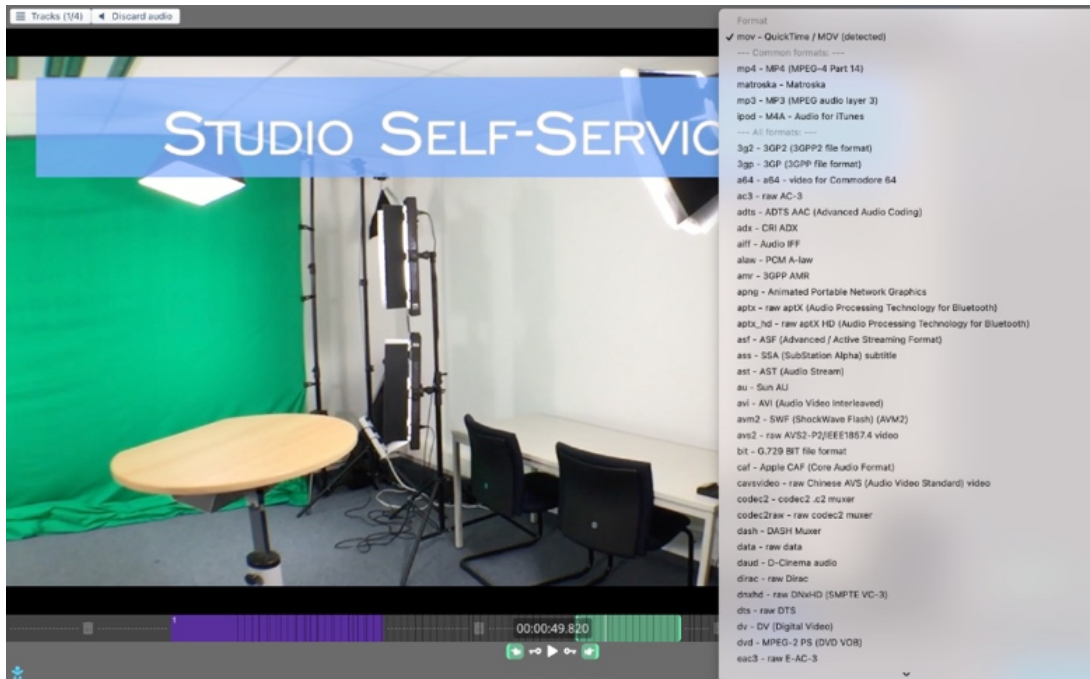 Tracks (1/4)
Discard audio
STUDIO SELF-SERVIC
Format
mov - QuickTime / MOV (detected)
--- Common formats: ---
mp4 - MP4 (MPEG-4 Part 14)
matroska - Matroska
mp3 - MP3 (MPEG audio layer 3)
ipod - M4A - Audio for iTunes
--- All formats: ---
3g2 - 3GP2 (3GPP2 file format)
3gp - 3GP (3GPP file format)
a64 - a64 - video for Commodore 64
ac3 - raw AC-3
adts - ADTS AAC (Advanced Audio Coding)
adx - CRI ADX
aiff - Audio IFF
alaw - PCM A-law
amr - 3GPP AMR
apng - Animated Portable Network Graphics
aptx - raw aptX (Audio Processing Technology for Bluetooth)
aptx_hd - raw aptX HD (Audio Processing Technology for Bluetooth)
asf - ASF (Advanced / Active Streaming Format)
ass - SSA (SubStation Alpha) subtitle
ast - AST (Audio Stream)
au - Sun AU
avi - AVI (Audio Video Interleaved)
avm2 - SWF (ShockWave Flash) (AVM2)
avs2 - raw AVS2-P2/IEEE1857.4 video
bit - G.729 BIT file format
caf - Apple CAF (Core Audio Format)
cavsvideo - raw Chinese AVS (Audio Video Standard) video
codec2 - codec2 .c2 muxer
codec2raw - raw codec2 muxer
dash - DASH Muxer
data - raw data
daud - D-Cinema audio
dirac - raw Dirac
dnxhd - raw DNxHD (SMPTE VC-3)
dts - raw DTS
dv - DV (Digital Video)
dvd - MPEG-2 PS (DVD VOB)
eac3 - raw E-AC-3
1
00:00:49.820